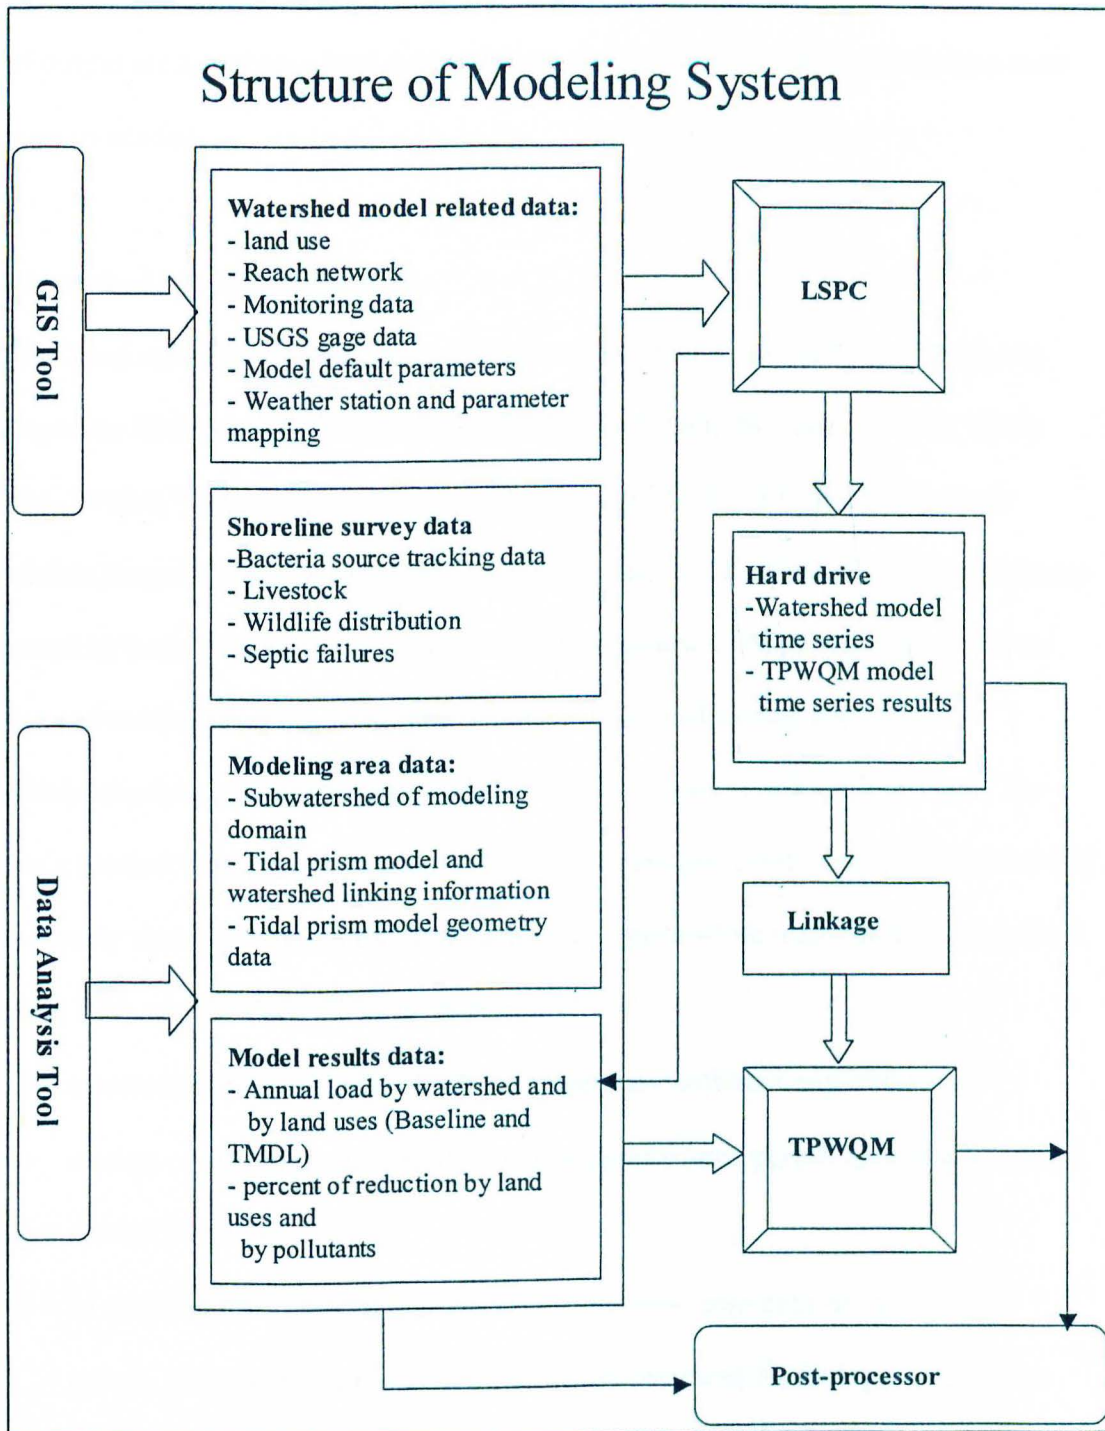 Structure of Modeling System
GIS Tool
Data Analysis Tool
Watershed model related data:
- land use
- Reach network
- Monitoring data
- USGS gage data
- Model default parameters
- Weather station and parameter
mapping
Shoreline survey data
-Bacteria source tracking data
- Livestock
- Wildlife distribution
- Septic failures
Modeling area data:
- Subwatershed of modeling
domain
- Tidal prism model and
watershed linking information
- Tidal prism model geometry
data
Model results data:
- Annual load by watershed and
by land uses (Baseline and
TMDL)
- percent of reduction by land
uses and
by pollutants
LSPC
Hard drive
-Watershed model
time series
- TPWQM model
time series results
Linkage
TPWQM
Post-processor